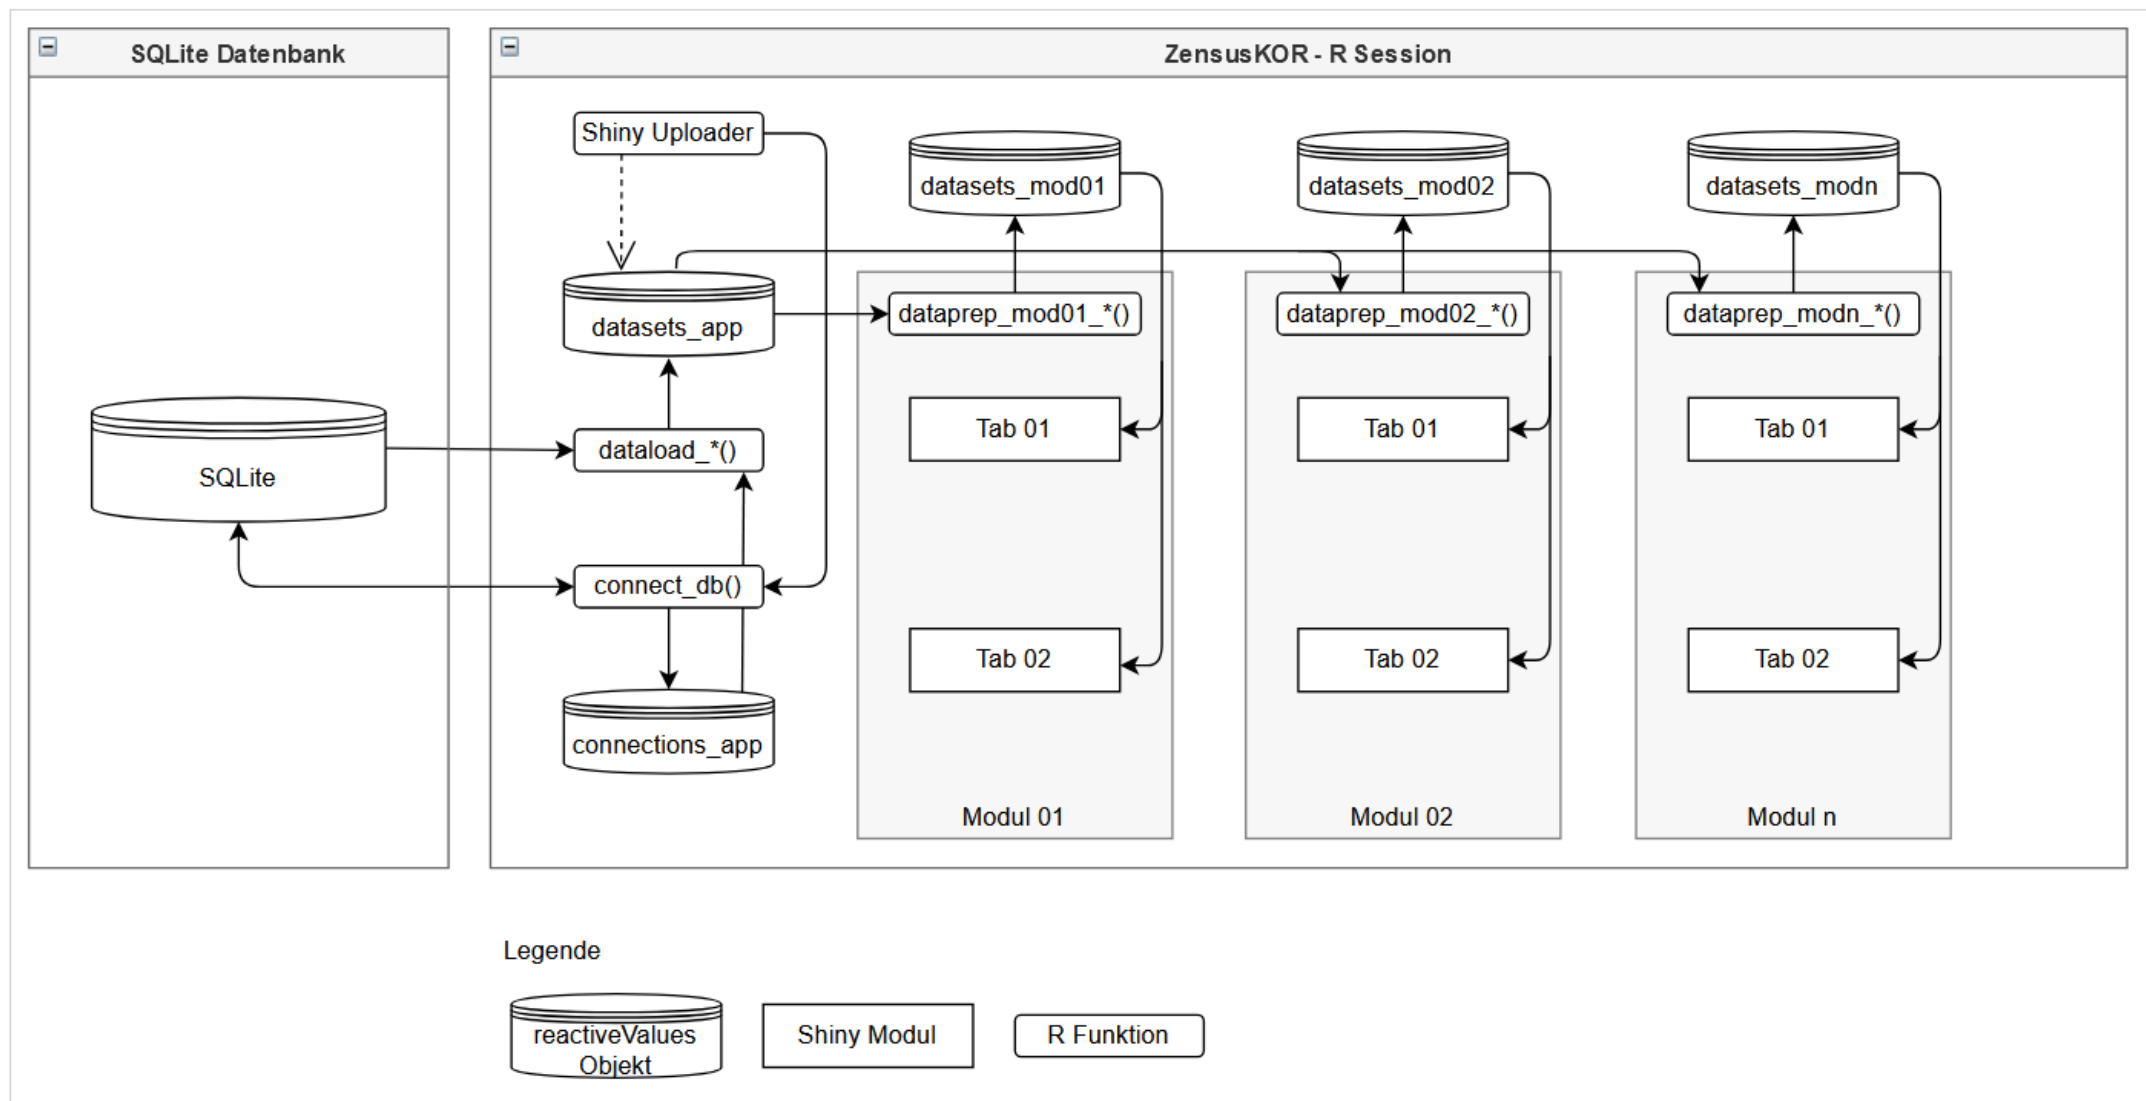 SQLite Datenbank
ZensusKOR - R Session
Shiny Uploader
datasets_mod01
datasets_mod02
datasets_modn
datasets_app
dataprep_mod01_*()
dataprep_mod02_*()
dataprep_modn_*()
SQLite
dataload_*()
Tab 01
Tab 01
Tab 01
connect_db()
Tab 02
Tab 02
Tab 02
connections_app
Modul 01
Modul 02
Modul n
Legende
reactiveValues
Objekt
Shiny Modul
R Funktion